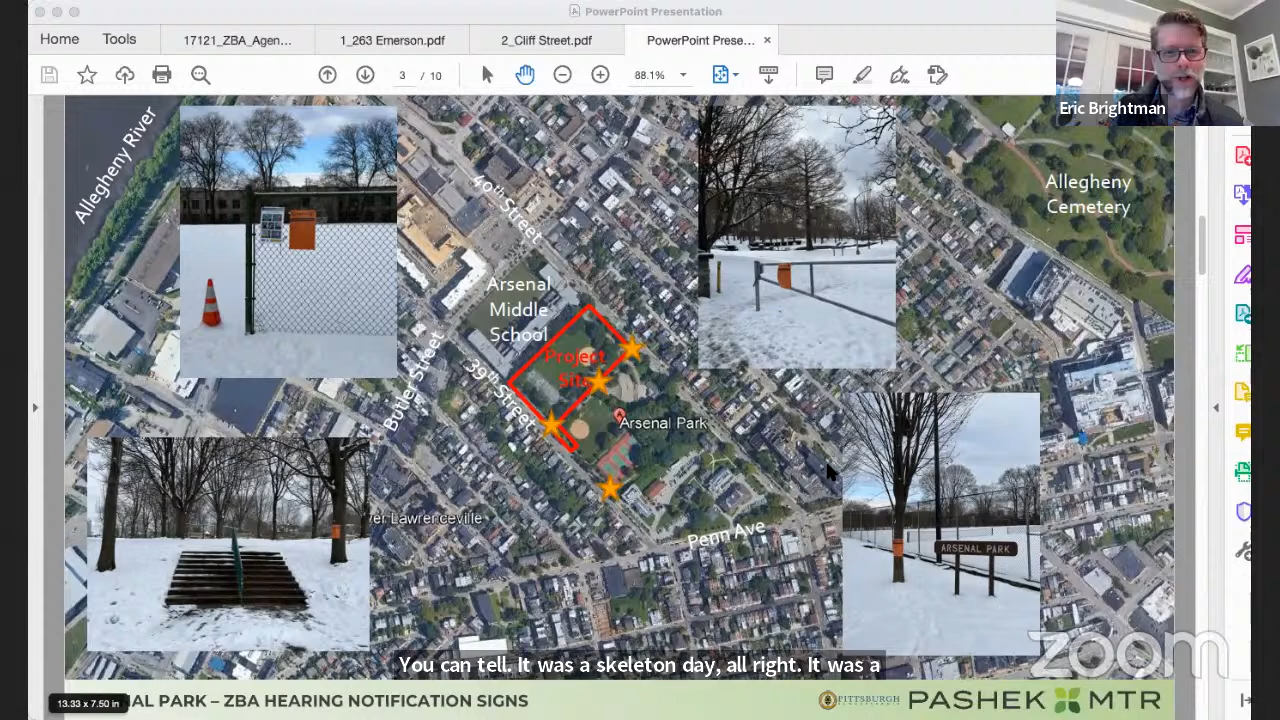 PowerPoint Presentation
Home
Tools
17121_ZBA_Agen...
1_263 Emerson.pdf
2_Cliff Street.pdf
PowerPoint Prese...
3 / 10
88.1%
Eric Brightman
Allegheny River
40th Street
Allegheny
Cemetery
Arsenal
Middle
School
Project
Site
39th Street
Butler Street
Arsenal Park
er Lawrenceville
Penn Ave
ARSENAL PARK
You can tell. It was a skeleton day, all right. It was a
zoom
13.33 x 7.50 in
NAL PARK – ZBA HEARING NOTIFICATION SIGNS
PITTSBURGH
PASHEK MTR